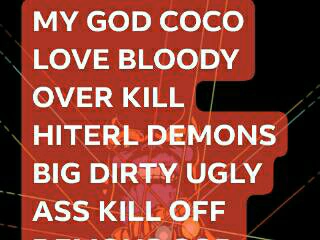 MY GOD COCO
LOVE BLOODY
OVER KILL
HITERL DEMONS
BIG DIRTY UGLY
ASS KILL OFF